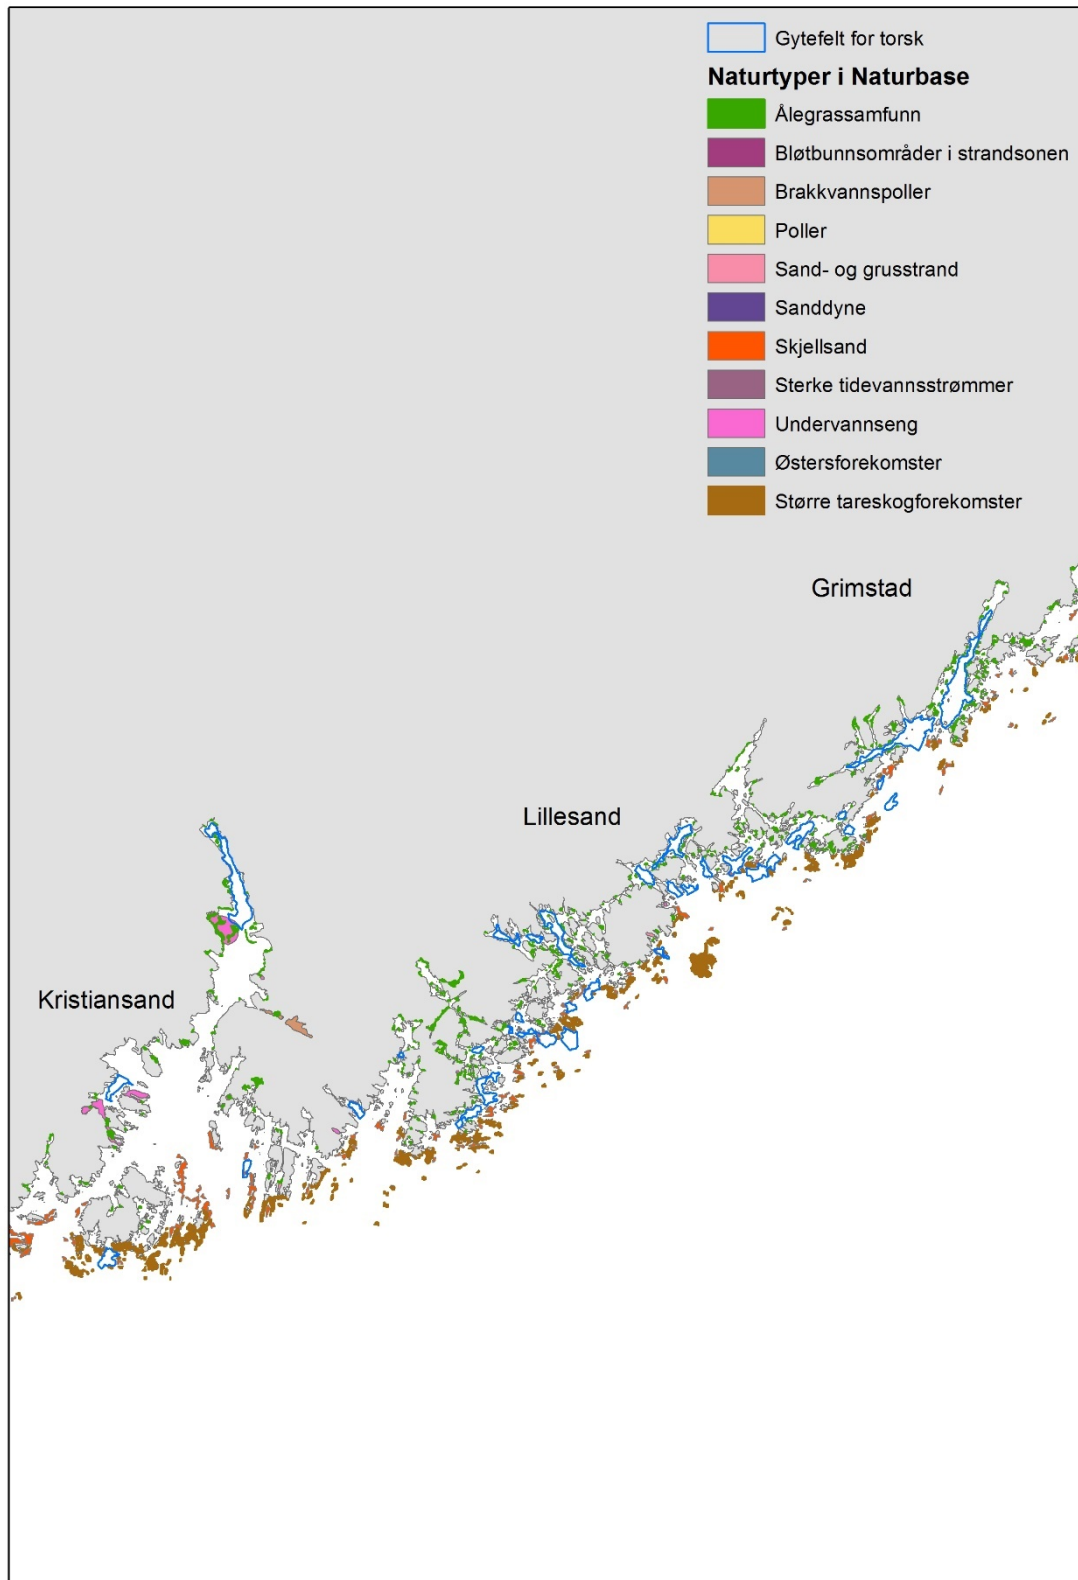 Gytefelt for torsk
Naturtyper i Naturbase
Ålegrassamfunn
Bløtbunnsområder i strandsonen
Brakkvannspoller
Poller
Sand- og grusstrand
Sanddyne
Skjellsand
Sterke tidevannsstrømmer
Undervannseng
Østersforekomster
Større tareskogforekomster
Grimstad
Lillesand
Kristiansand